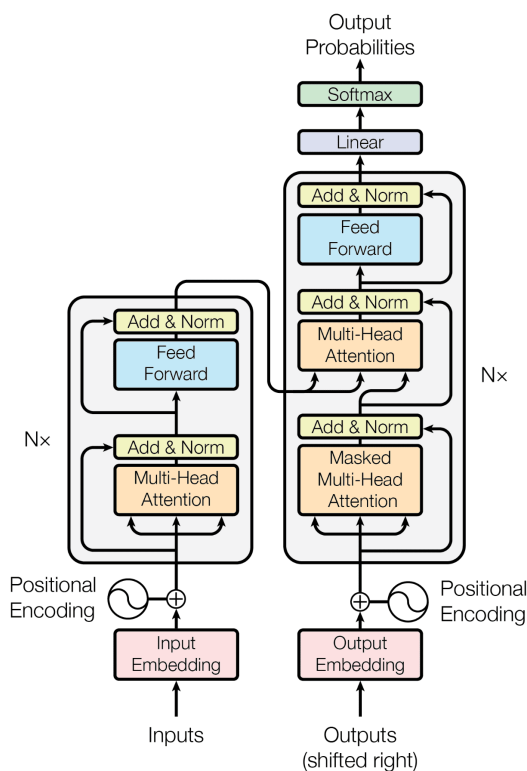 Output
Probabilities
Softmax
Linear
Add & Norm
Feed
Forward
Add & Norm
Multi-Head
Attention
Add & Norm
Masked
Multi-Head
Attention
N×
Add & Norm
Feed
Forward
Add & Norm
Multi-Head
Attention
N×
Positional
Encoding
Positional
Encoding
Input
Embedding
Output
Embedding
Inputs
Outputs
(shifted right)